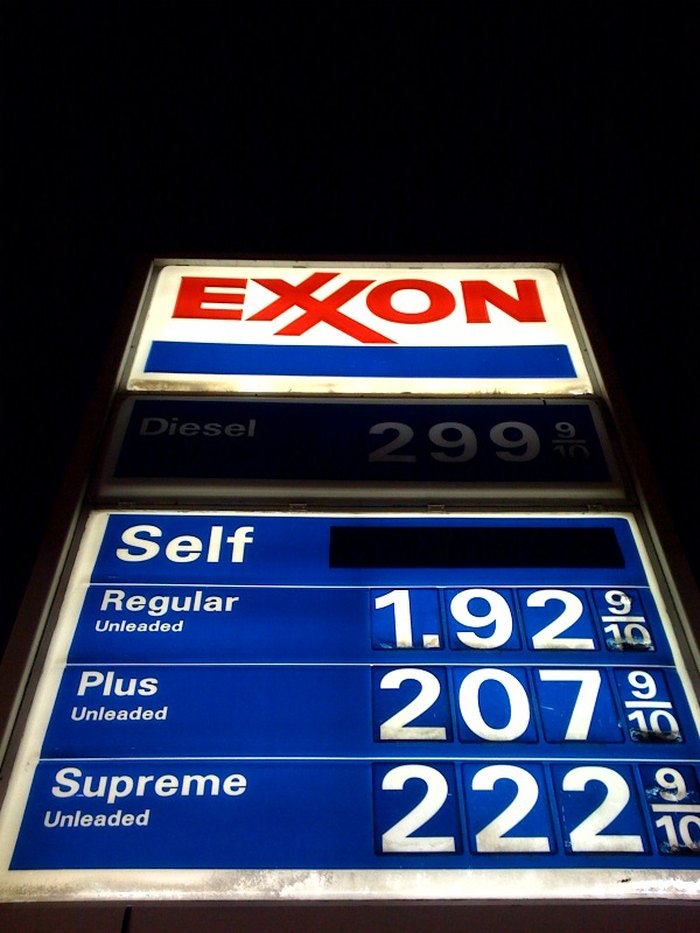 EXXON
Diesel 299 9/10
Self
Regular 1.92 9/10
Unleaded
Plus 207 9/10
Unleaded
Supreme 222 9/10
Unleaded